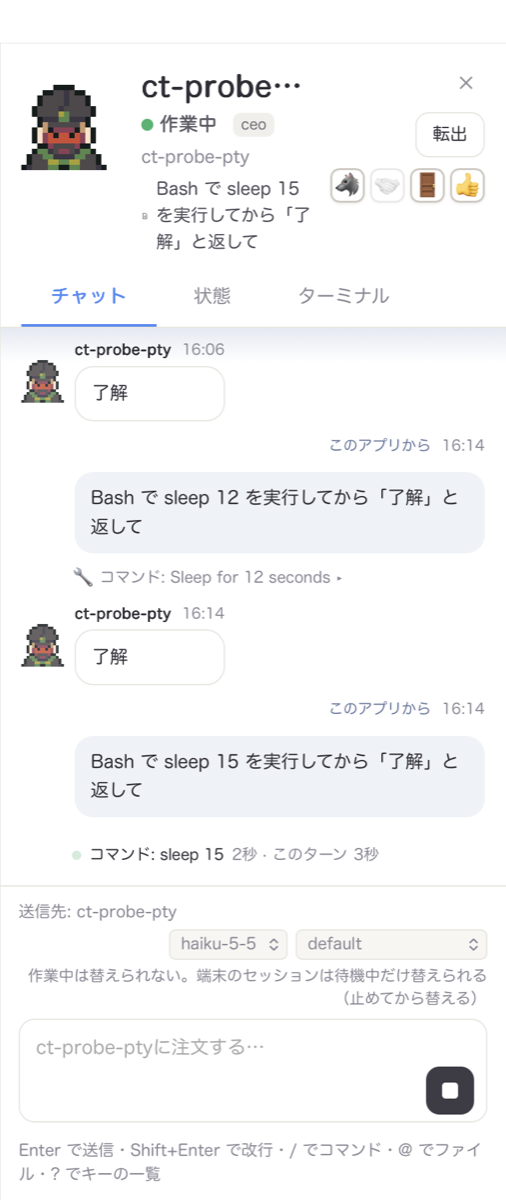 ct-probe…
作業中 ceo
転出
ct-probe-pty
Bash で sleep 15
を実行してから「了
解」と返して
チャット 状態 ターミナル
ct-probe-pty 16:06
了解
このアプリから 16:14
Bash で sleep 12 を実行してから「了解」と
返して
コマンド: Sleep for 12 seconds ▸
ct-probe-pty 16:14
了解
このアプリから 16:14
Bash で sleep 15 を実行してから「了解」と
返して
コマンド: sleep 15 2秒 · このターン 3秒
送信先: ct-probe-pty
haiku-5-5 default
作業中は替えられない。端末のセッションは待機中だけ替えられる
（止めてから替える）
ct-probe-ptyに注文する…
Enter で送信・Shift+Enter で改行・/ でコマンド・@ でファイ
ル・? でキーの一覧